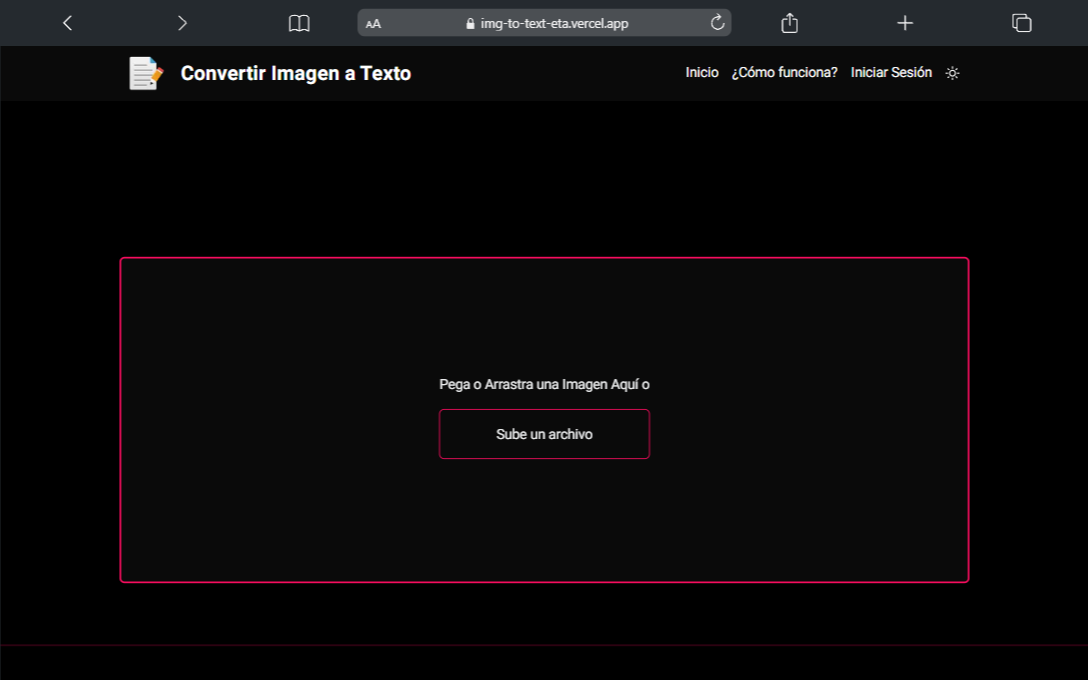 AA img-to-text-eta.vercel.app
Convertir Imagen a Texto Inicio ¿Cómo funciona? Iniciar Sesión
Pega o Arrastra una Imagen Aquí o
Sube un archivo